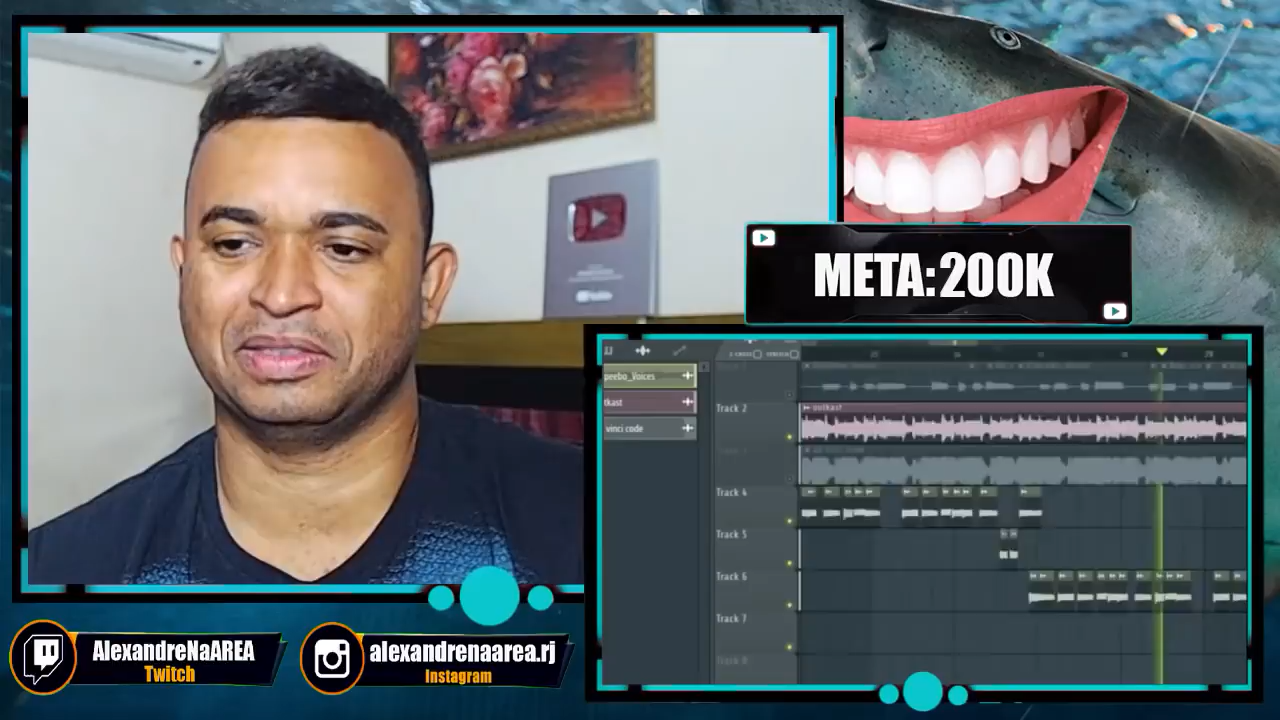 META:200K
peebo_Voices
tkast
vinci code
Track 2
outkast
Track 4
Track 5
Track 6
Track 7
AlexandreNaAREA
Twitch
alexandrenaarea.rj
Instagram